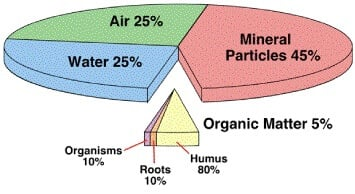 Air 25%
Mineral
Particles 45%
Water 25%
Organic Matter 5%
Organisms
10%
Roots
10%
Humus
80%